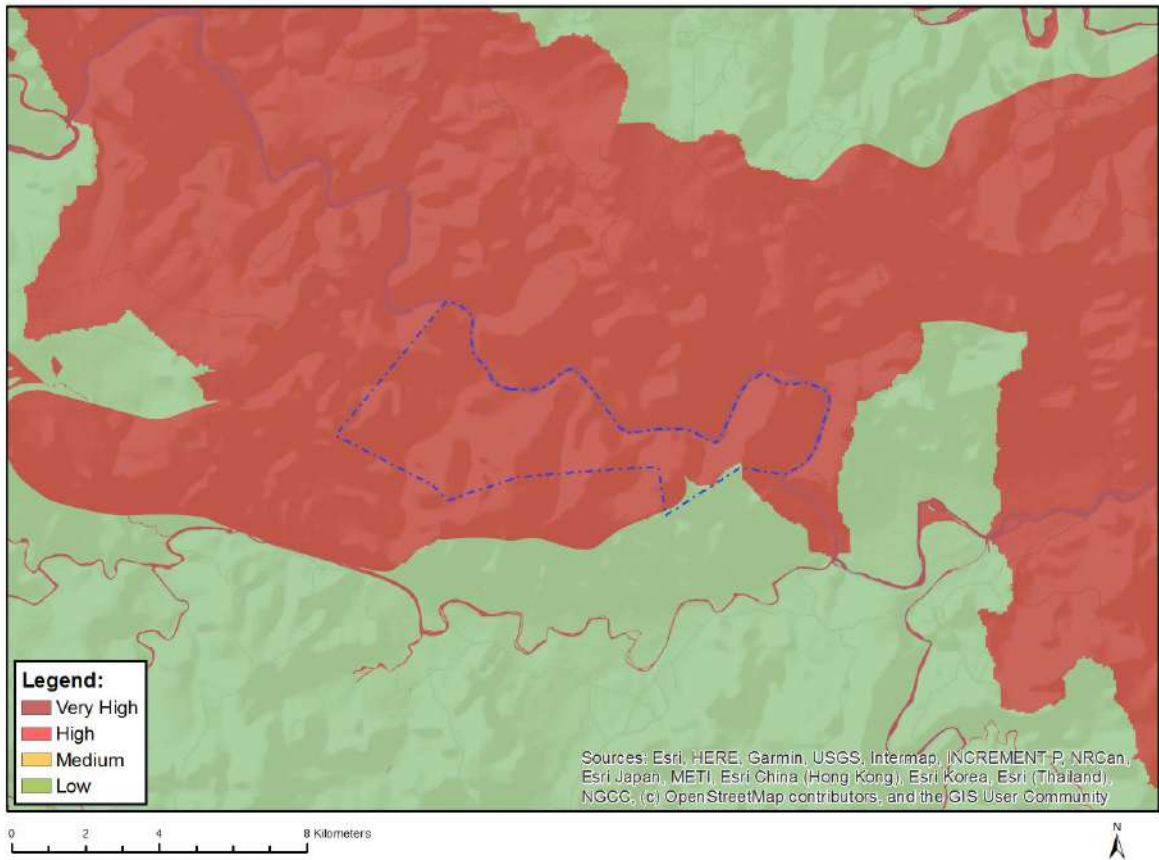 Legend:
Very High
High
Medium
Low
Sources: Esri, HERE, Garmin, USGS, Intermap, INCREMENT P, NRCan,
Esri Japan, METI, Esri China (Hong Kong), Esri Korea, Esri (Thailand),
NGCC, (c) OpenStreetMap contributors, and the GIS User Community
0 2 4 8 Kilometers
N